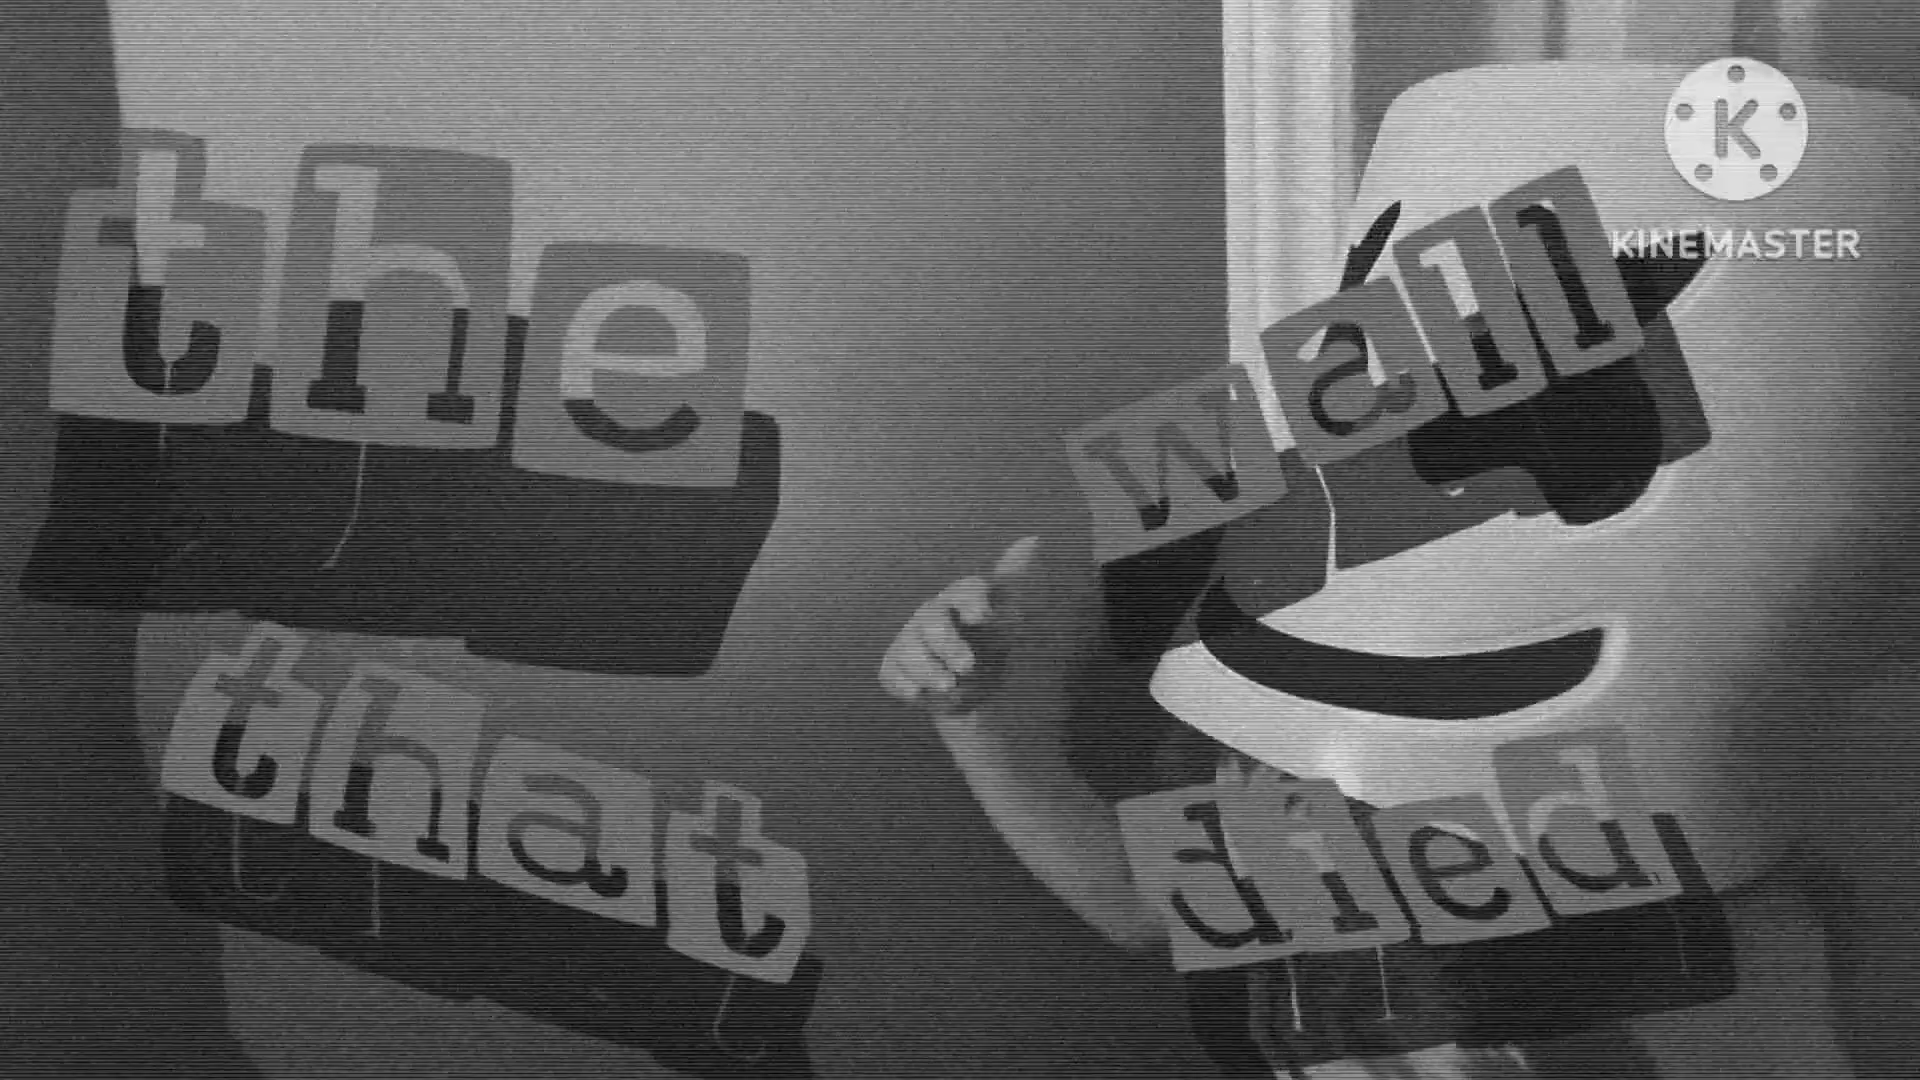 the
wall
that
died
K
KINEMASTER